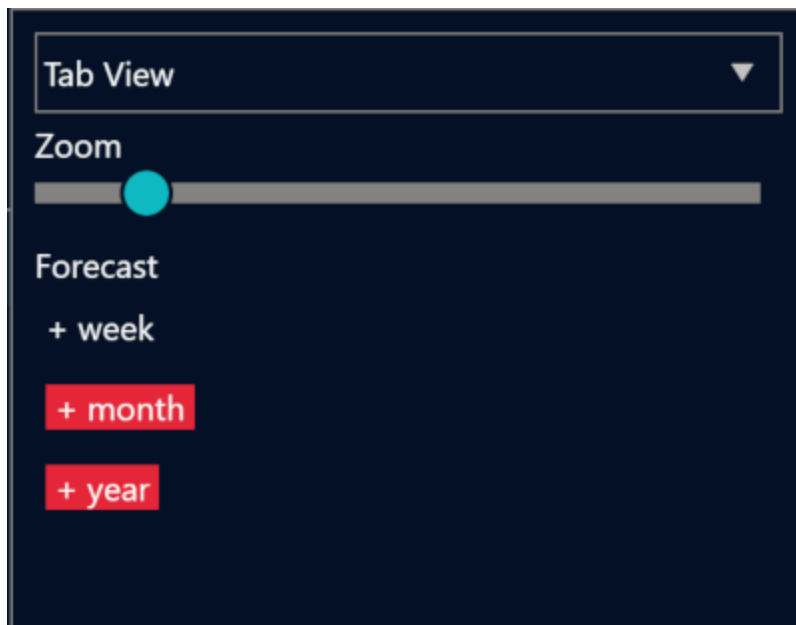 Tab View
Zoom
Forecast
+ week
+ month
+ year